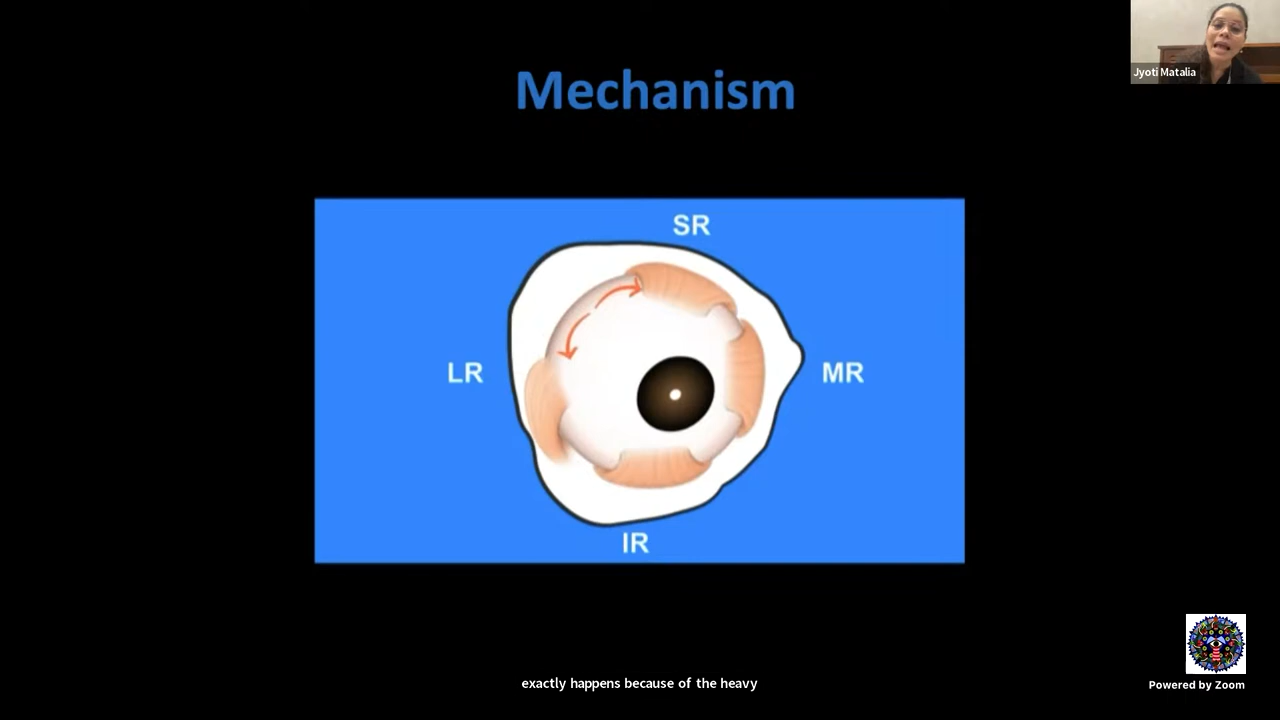 Jyoti Matalia
Mechanism
SR
LR
MR
IR
exactly happens because of the heavy
Powered by Zoom